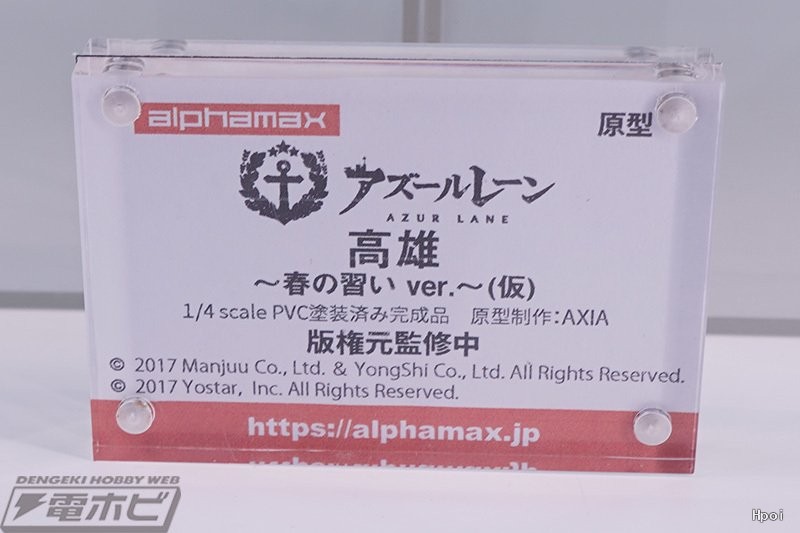 alphamax
原型
アズールレーン
AZUR LANE
高雄
～春の習い ver.～(仮)
1/4 scale PVC塗装済み完成品 原型制作:AXIA
版権元監修中
© 2017 Manjuu Co., Ltd. & YongShi Co., Ltd. All Rights Reserved.
© 2017 Yostar, Inc. All Rights Reserved.
https://alphamax.jp
DENGEKI HOBBY WEB
電ホビ
Hpoi